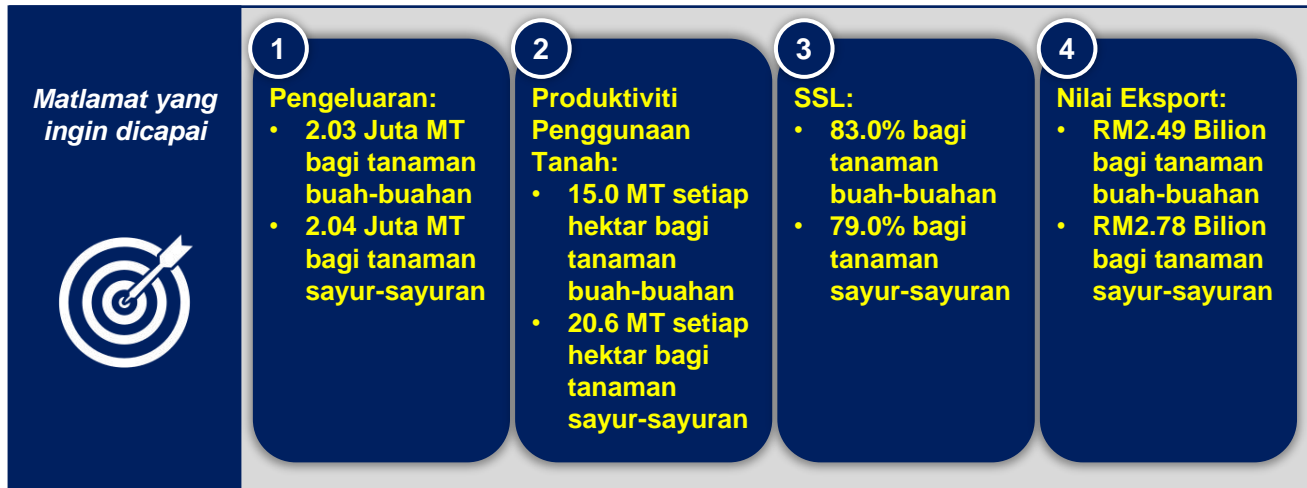 Matlamat yang
ingin dicapai
1
Pengeluaran:
• 2.03 Juta MT
bagi tanaman
buah-buahan
• 2.04 Juta MT
bagi tanaman
sayur-sayuran
2
Produktiviti
Penggunaan
Tanah:
• 15.0 MT setiap
hektar bagi
tanaman
buah-buahan
• 20.6 MT setiap
hektar bagi
tanaman
sayur-sayuran
3
SSL:
• 83.0% bagi
tanaman
buah-buahan
• 79.0% bagi
tanaman
sayur-sayuran
4
Nilai Eksport:
• RM2.49 Bilion
bagi tanaman
buah-buahan
• RM2.78 Bilion
bagi tanaman
sayur-sayuran